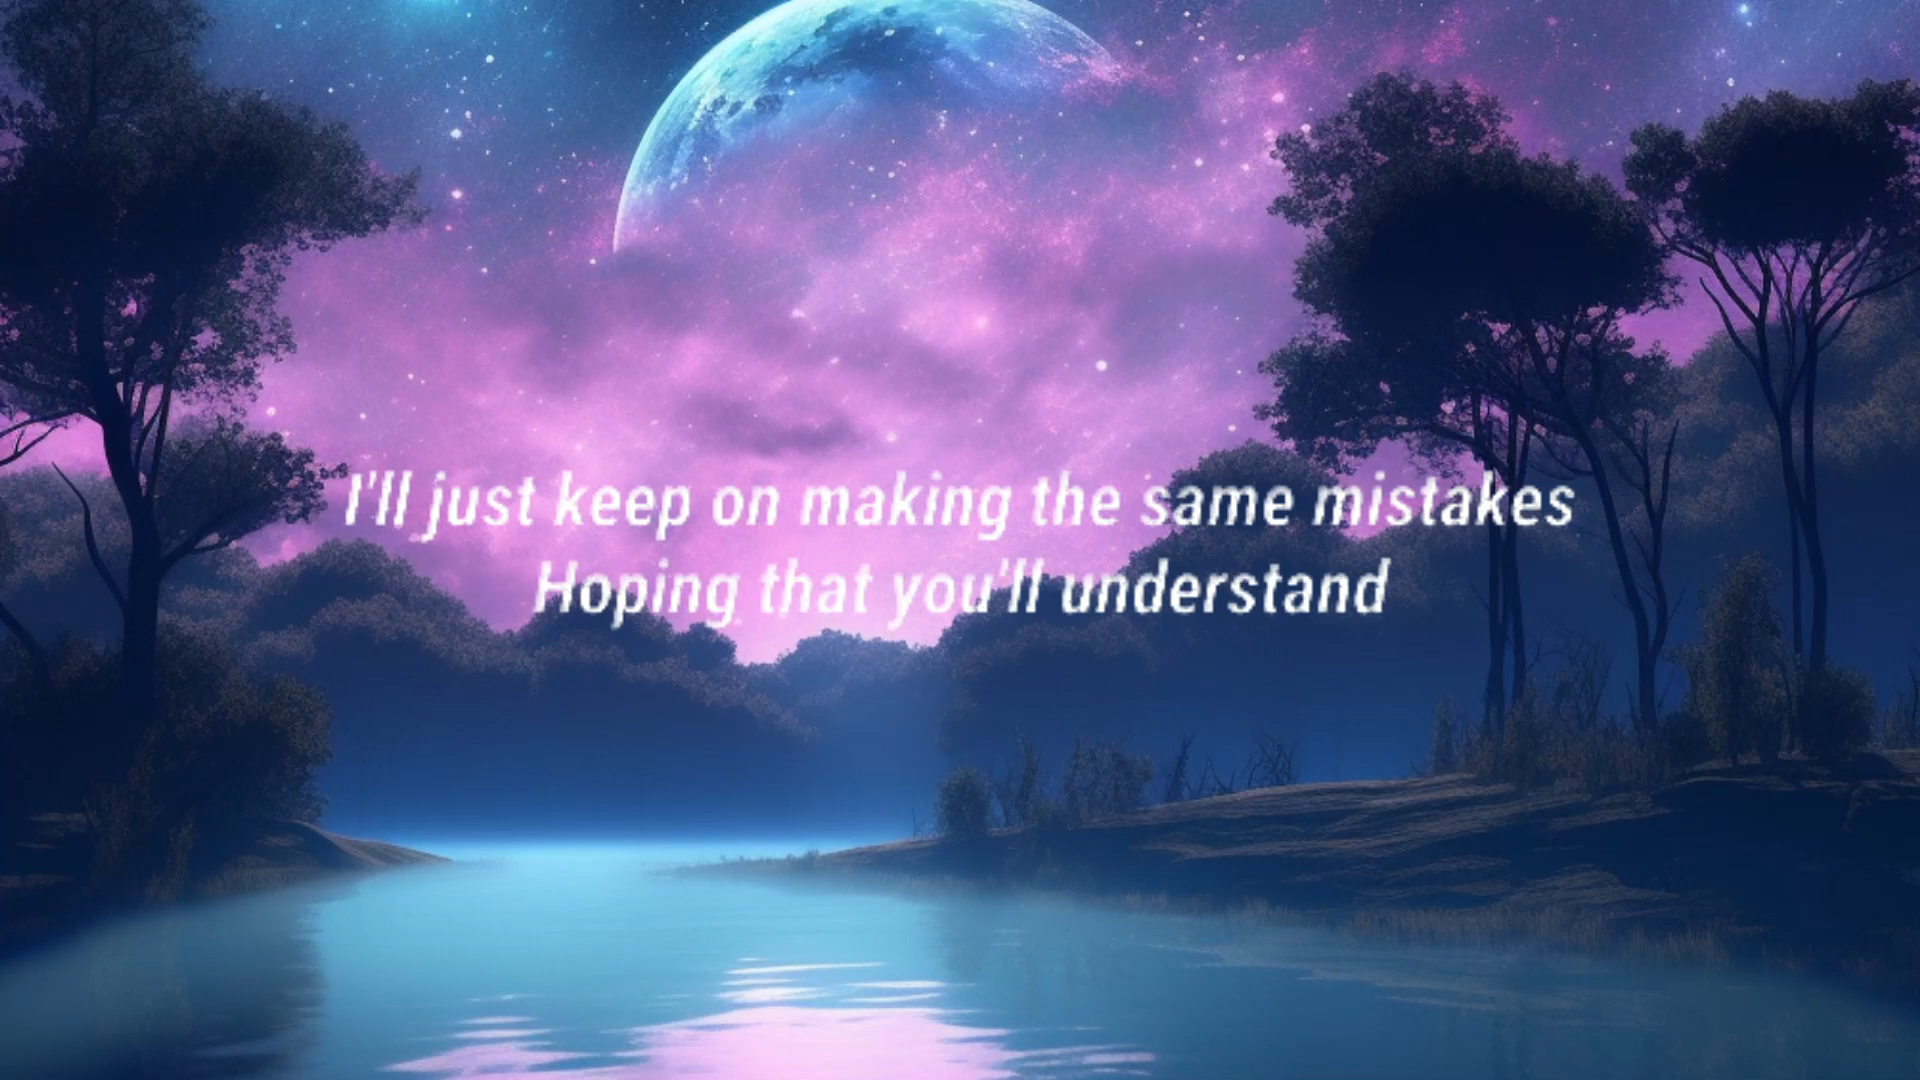 I'll just keep on making the same mistakes
Hoping that you'll understand